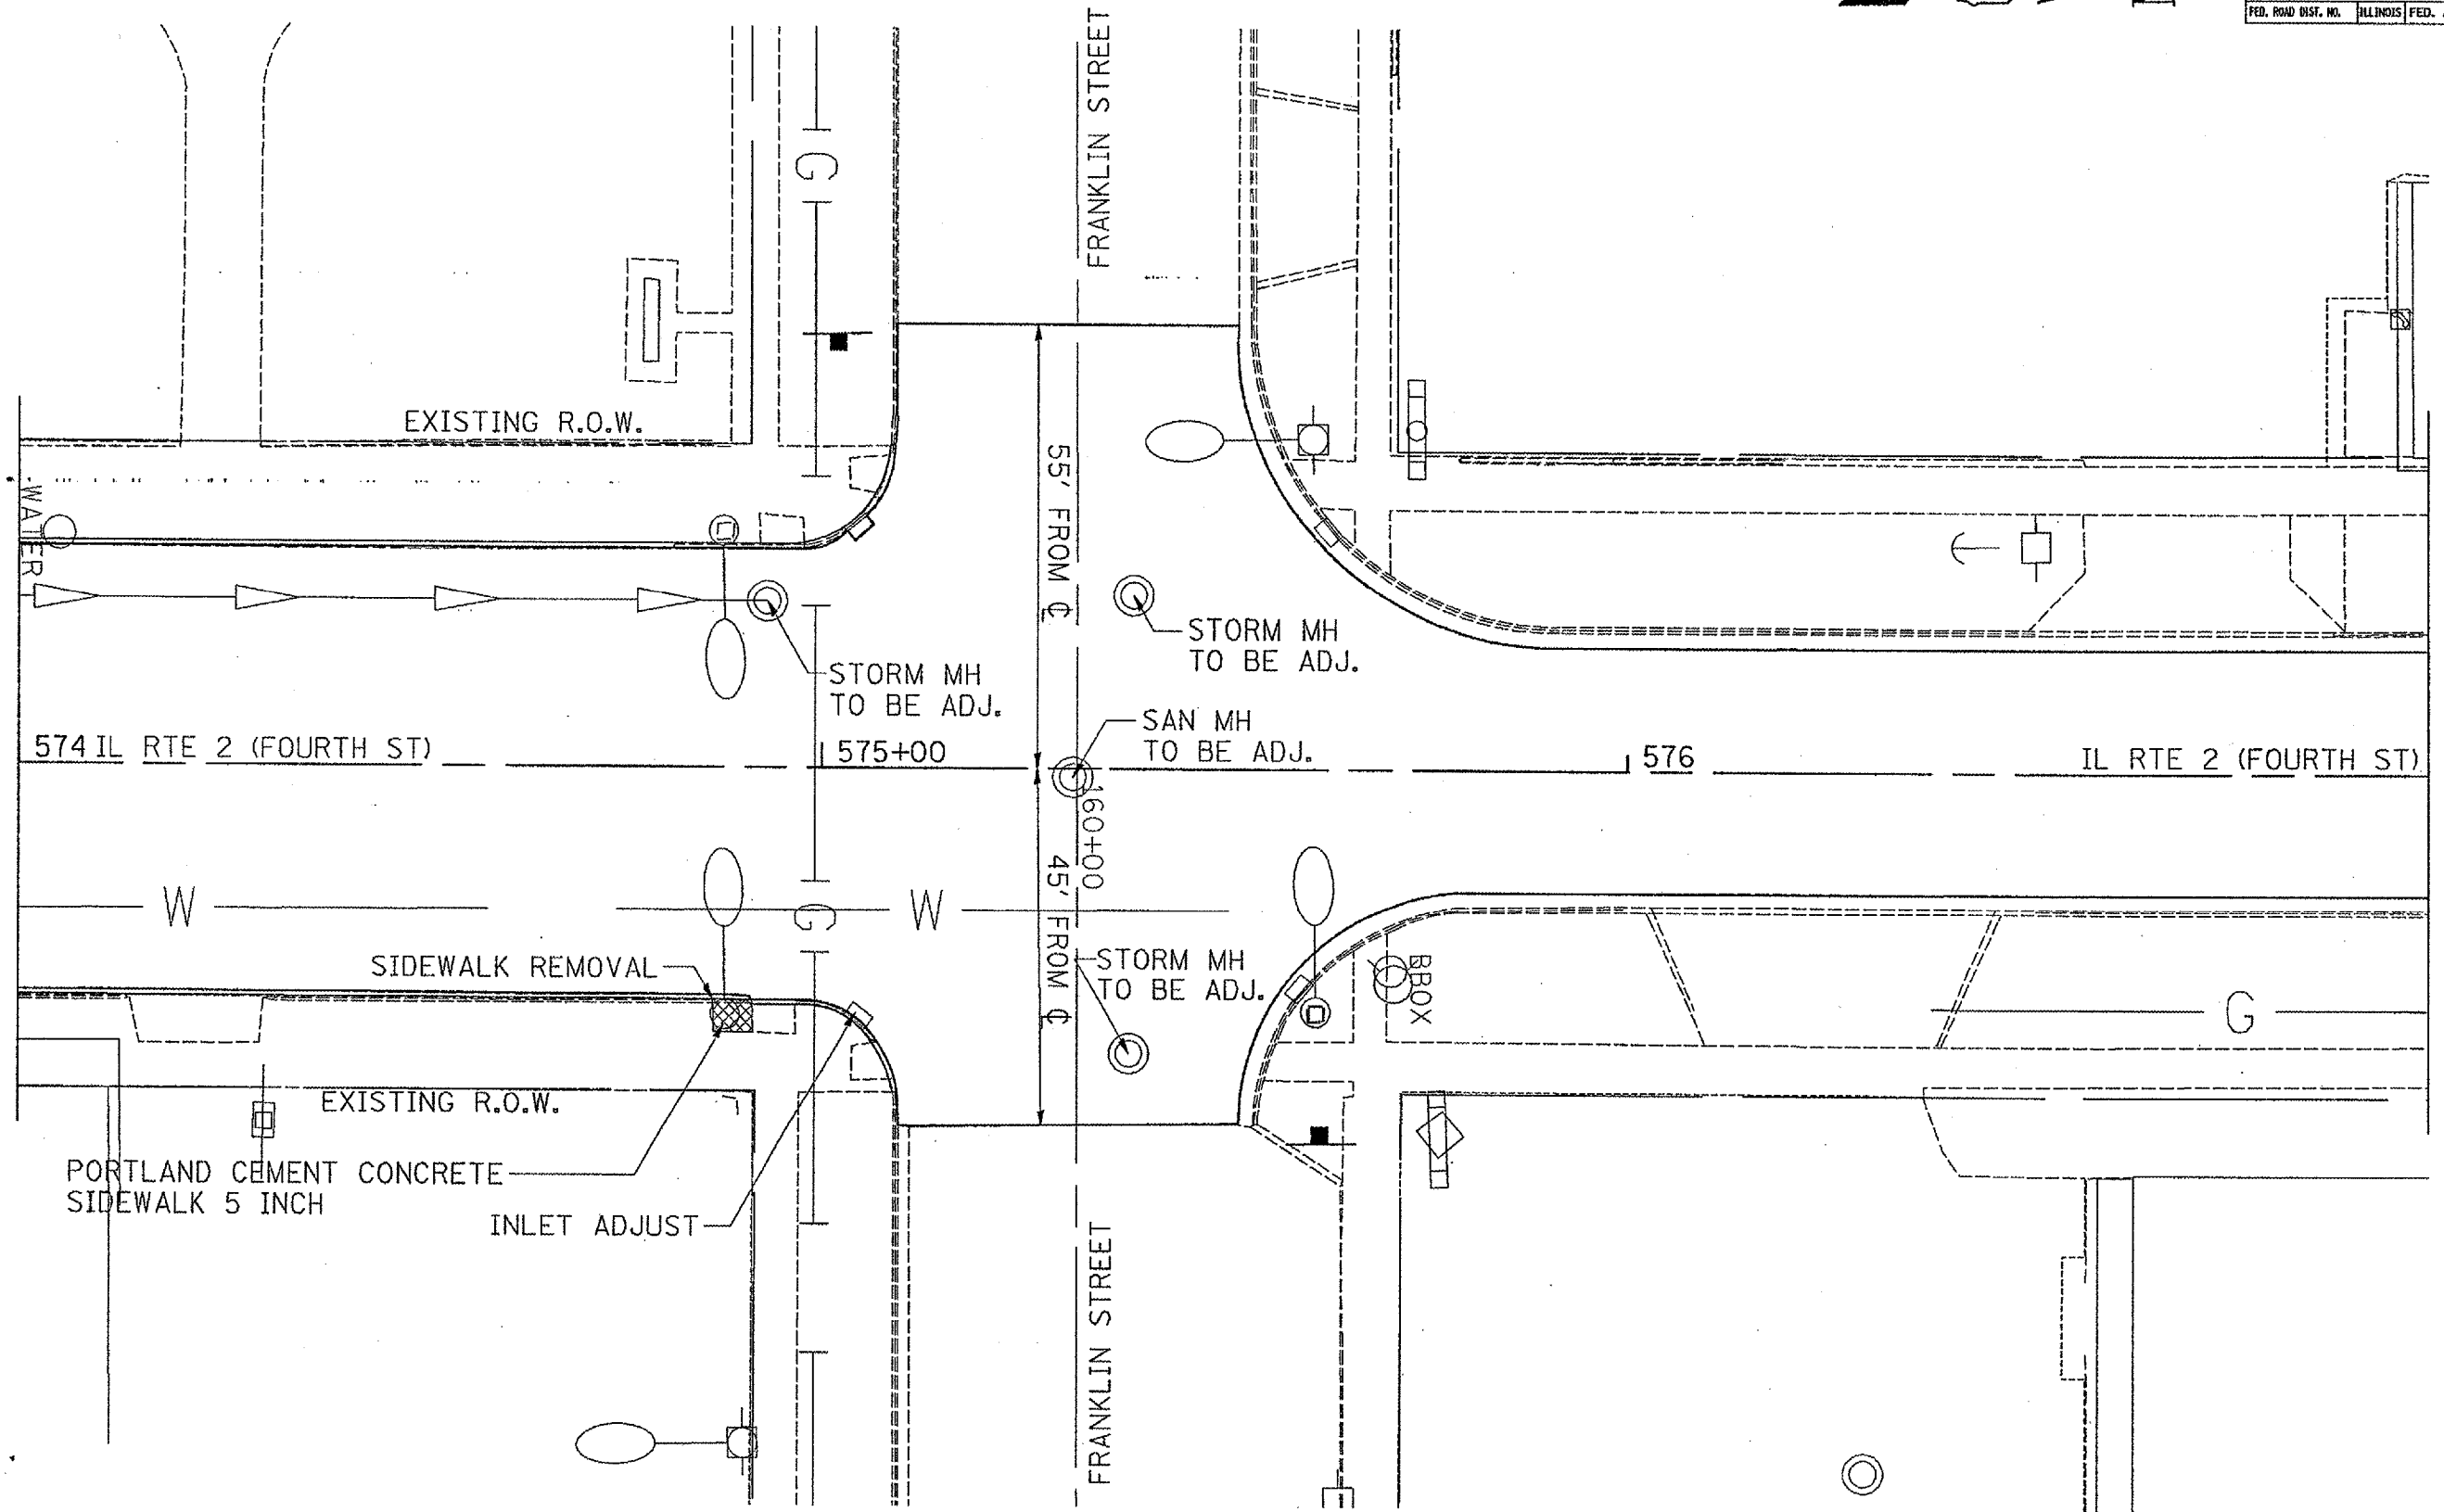 FED. ROAD DIST. NO. ILLINOIS FED.
FRANKLIN STREET
G
EXISTING R.O.W.
55' FROM ℄
WATER
STORM MH
TO BE ADJ.
STORM MH
TO BE ADJ.
SAN MH
TO BE ADJ.
574 IL RTE 2 (FOURTH ST)
575+00
576
IL RTE 2 (FOURTH ST)
160+00
45' FROM ℄
W
G
W
SIDEWALK REMOVAL
STORM MH
TO BE ADJ.
BBOX
G
EXISTING R.O.W.
PORTLAND CEMENT CONCRETE
SIDEWALK 5 INCH
INLET ADJUST
FRANKLIN STREET